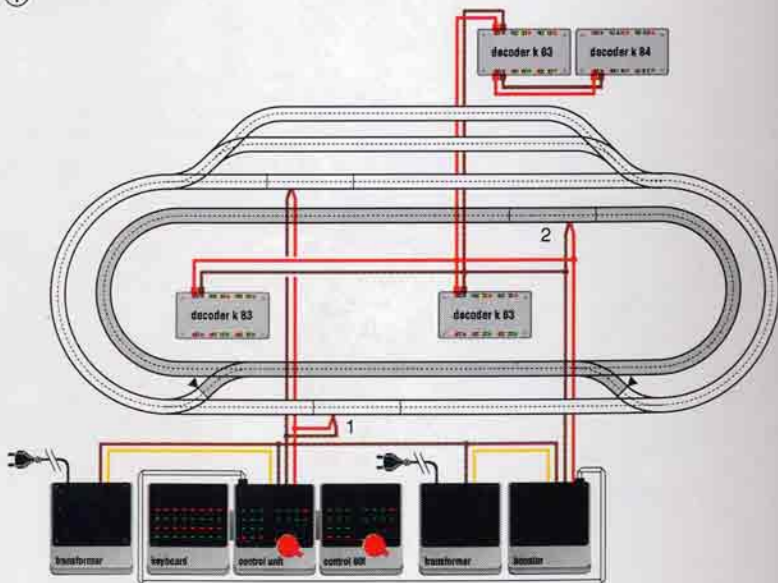 decoder k 83
decoder k 84
2
decoder k 83
decoder k 83
1
transformer
keyboard
control unit
control 80f
transformer
booster